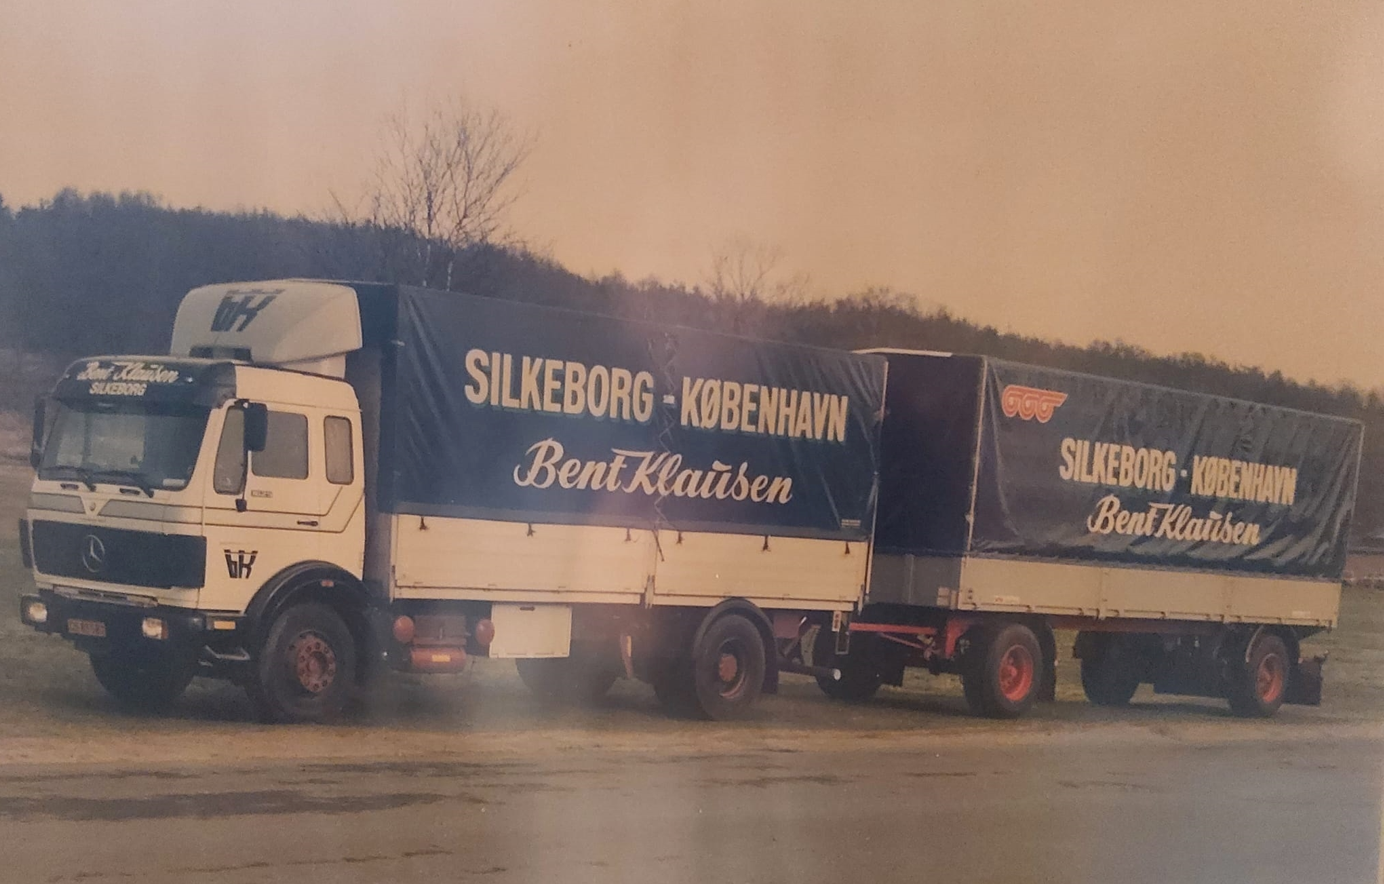 bK
Bent Klausen
SILKEBORG
bK
SILKEBORG - KØBENHAVN
Bent Klausen
SILKEBORG - KØBENHAVN
Bent Klausen